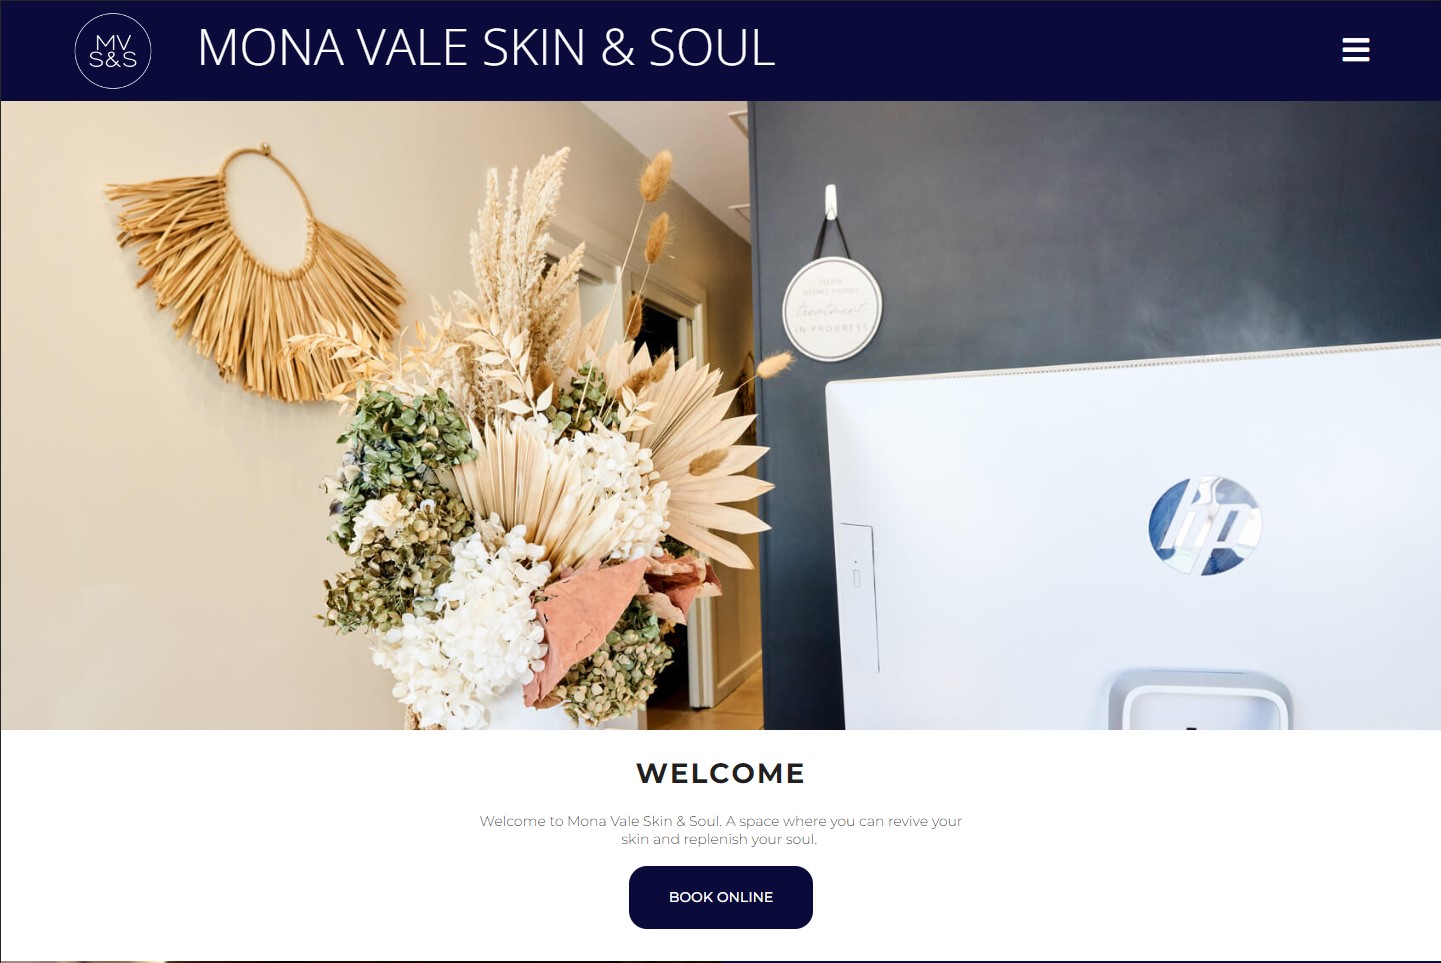 MV
S&S
MONA VALE SKIN & SOUL
PLEASE
treatment
IN PROGRESS
hp
WELCOME
Welcome to Mona Vale Skin & Soul. A space where you can revive your
skin and replenish your soul.
BOOK ONLINE